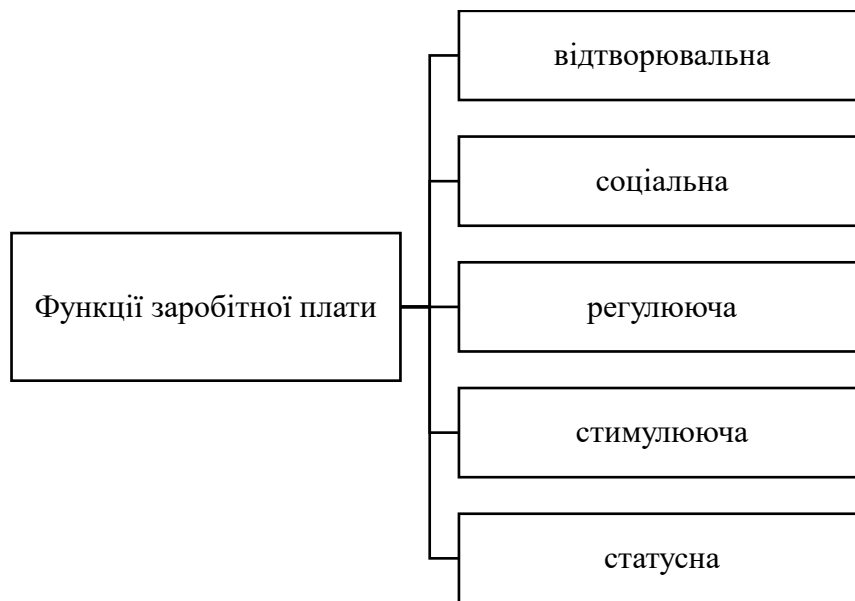 відтворювальна
соціальна
Функції заробітної плати
регулююча
стимулююча
статусна